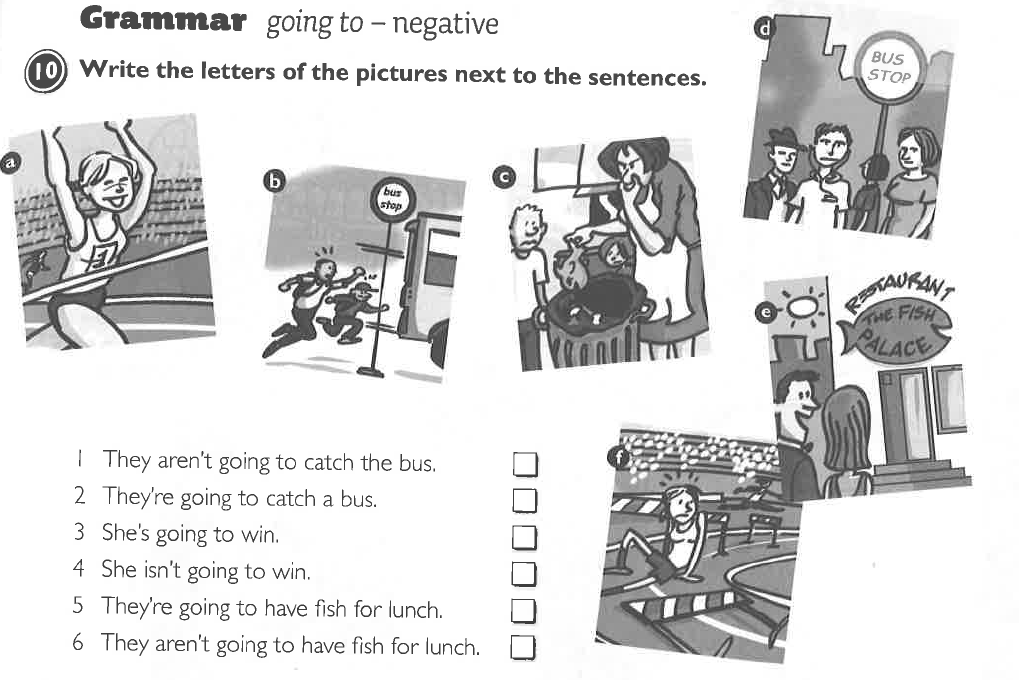 Grammar going to – negative
10 Write the letters of the pictures next to the sentences.
a
b
bus
stop
c
d
BUS
STOP
e
RESTAURANT
THE FISH
PALACE
f
1 They aren't going to catch the bus.
2 They're going to catch a bus.
3 She's going to win.
4 She isn't going to win.
5 They're going to have fish for lunch.
6 They aren't going to have fish for lunch.